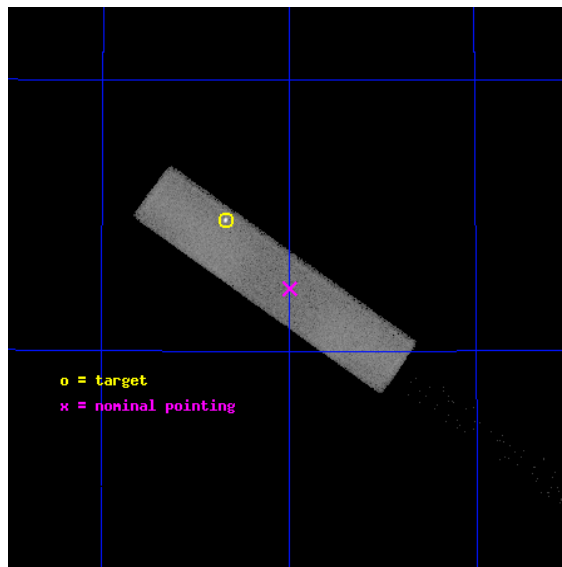 o = target
x = nominal pointing